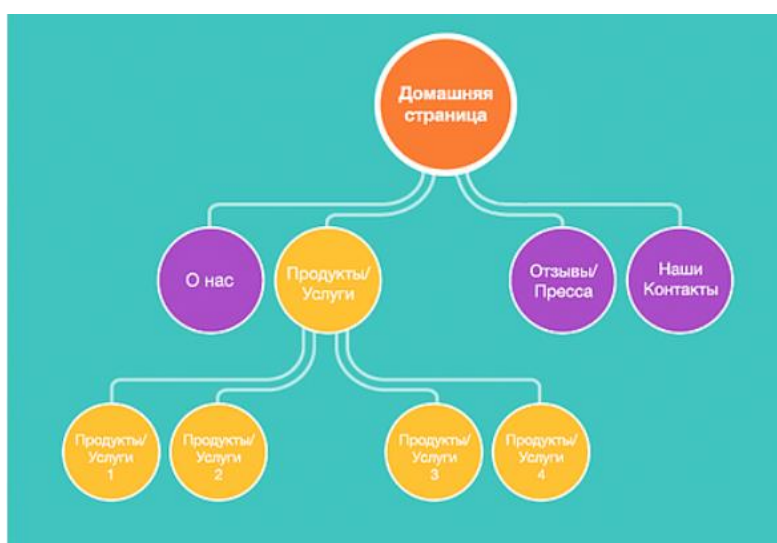 Домашняя
страница
О нас
Продукты/
Услуги
Отзывы/
Пресса
Наши
Контакты
Продукты/
Услуги
1
Продукты/
Услуги
2
Продукты/
Услуги
3
Продукты/
Услуги
4